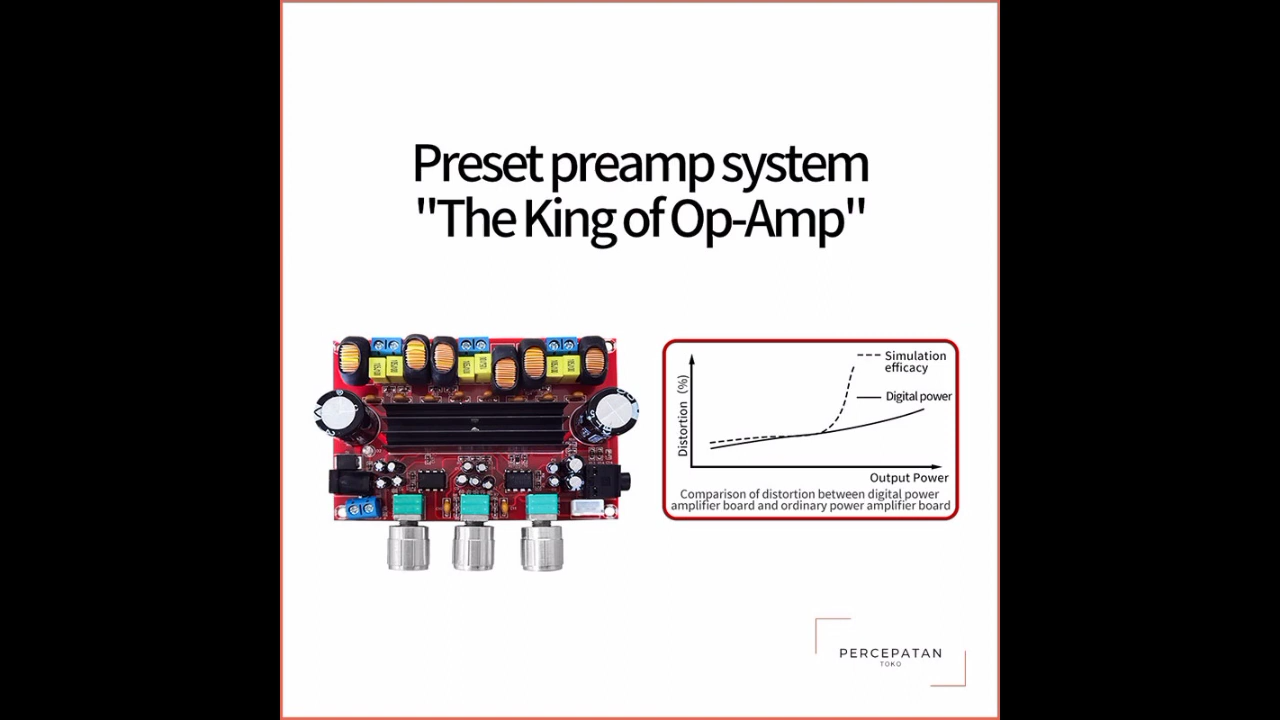 Preset preamp system
"The King of Op-Amp"
Simulation
efficacy
Digital power
Distortion (%)
Output Power
Comparison of distortion between digital power
amplifier board and ordinary power amplifier board
PERCEPATAN
TOKO